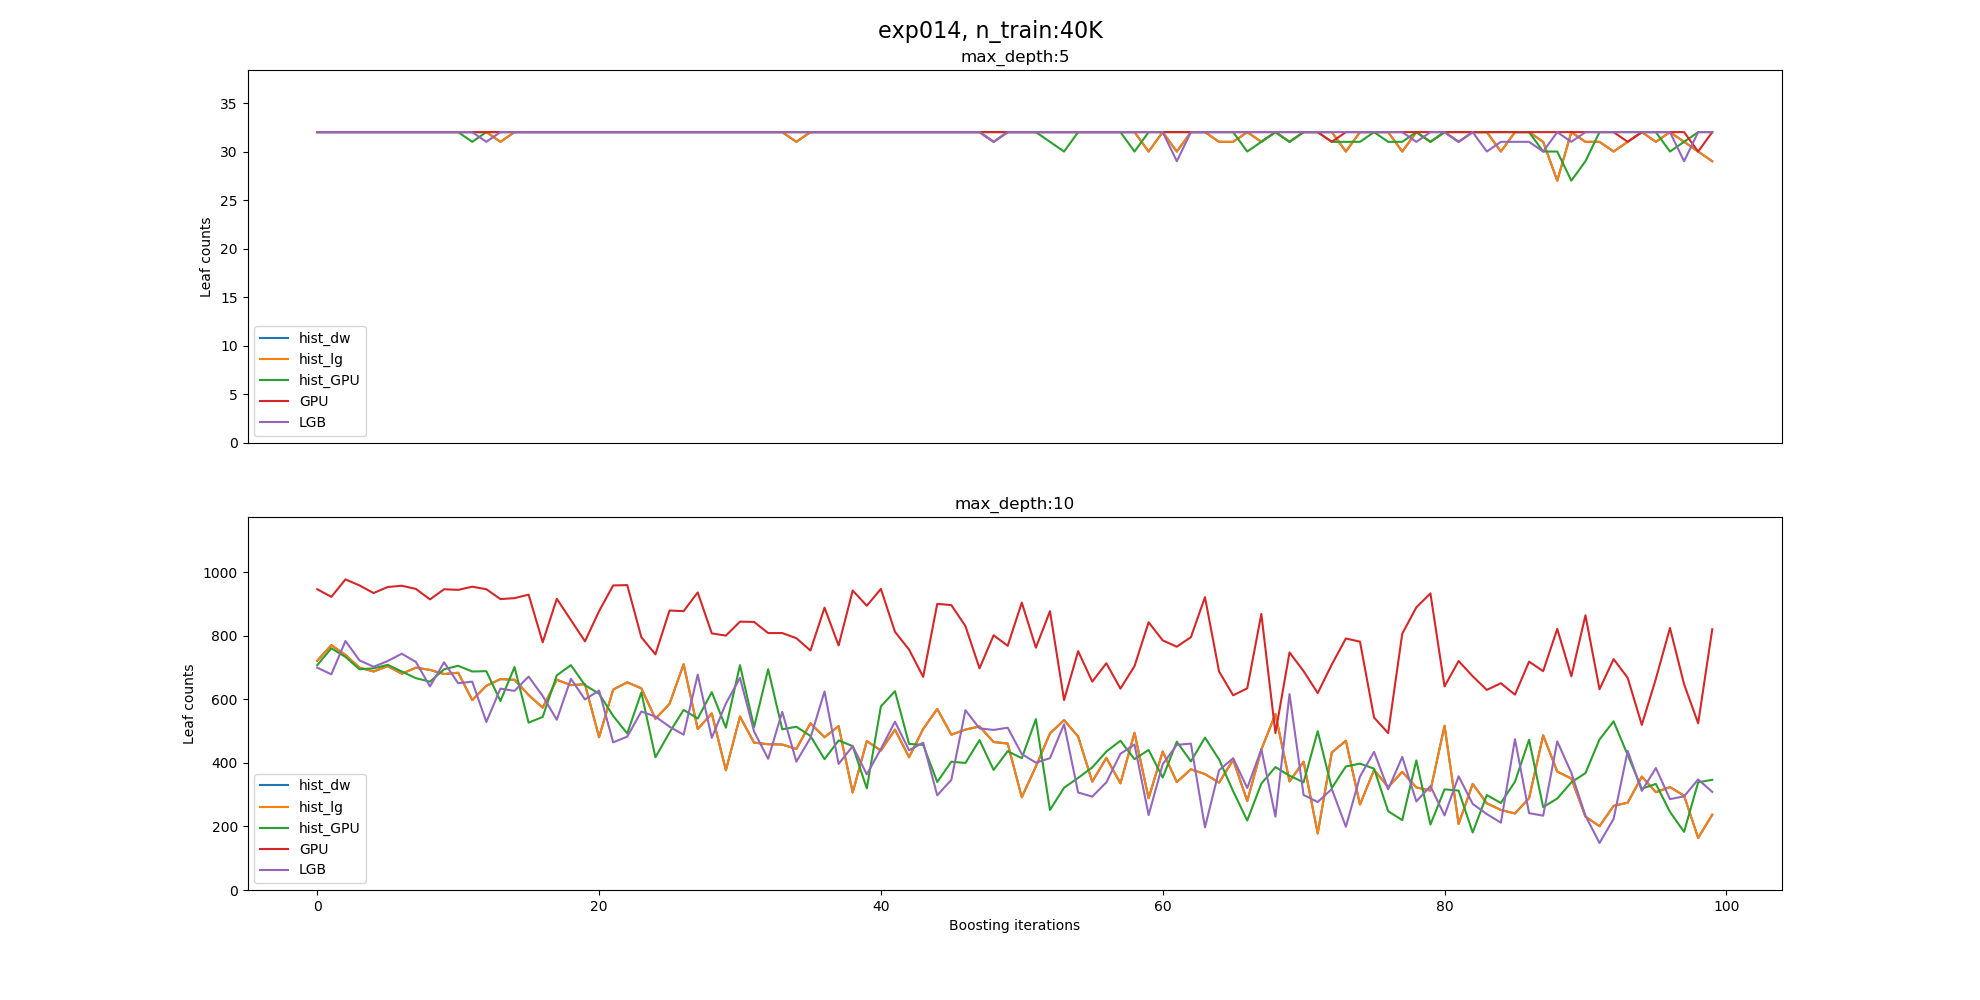 exp014, n_train:40K
max_depth:5
35
30
25
20
15
10
5
0
Leaf counts
hist_dw
hist_lg
hist_GPU
GPU
LGB
max_depth:10
1000
800
600
400
200
0
Leaf counts
hist_dw
hist_lg
hist_GPU
GPU
LGB
0 20 40 60 80 100
Boosting iterations